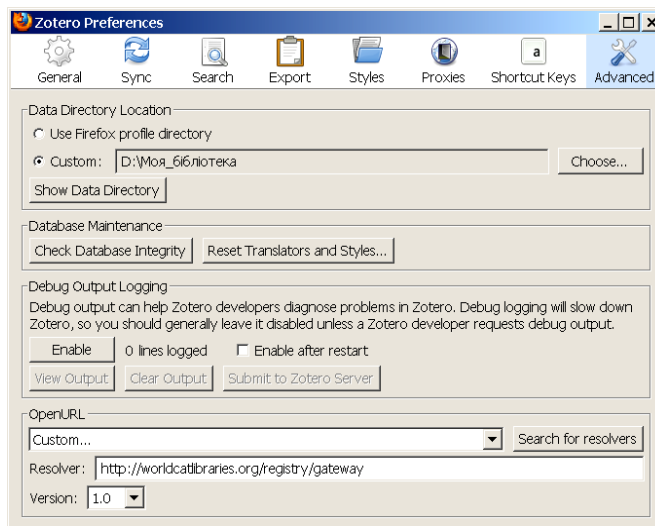 Zotero Preferences
General Sync Search Export Styles Proxies Shortcut Keys Advanced
Data Directory Location
Use Firefox profile directory
Custom: D:\Моя_бібліотека Choose...
Show Data Directory
Database Maintenance
Check Database Integrity Reset Translators and Styles...
Debug Output Logging
Debug output can help Zotero developers diagnose problems in Zotero. Debug logging will slow down
Zotero, so you should generally leave it disabled unless a Zotero developer requests debug output.
Enable 0 lines logged Enable after restart
View Output Clear Output Submit to Zotero Server
OpenURL
Custom... Search for resolvers
Resolver: http://worldcatlibraries.org/registry/gateway
Version: 1.0